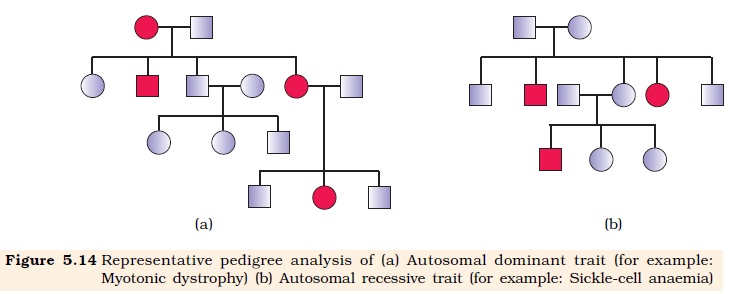 (a)
(b)
Figure 5.14 Representative pedigree analysis of (a) Autosomal dominant trait (for example:
Myotonic dystrophy) (b) Autosomal recessive trait (for example: Sickle-cell anaemia)